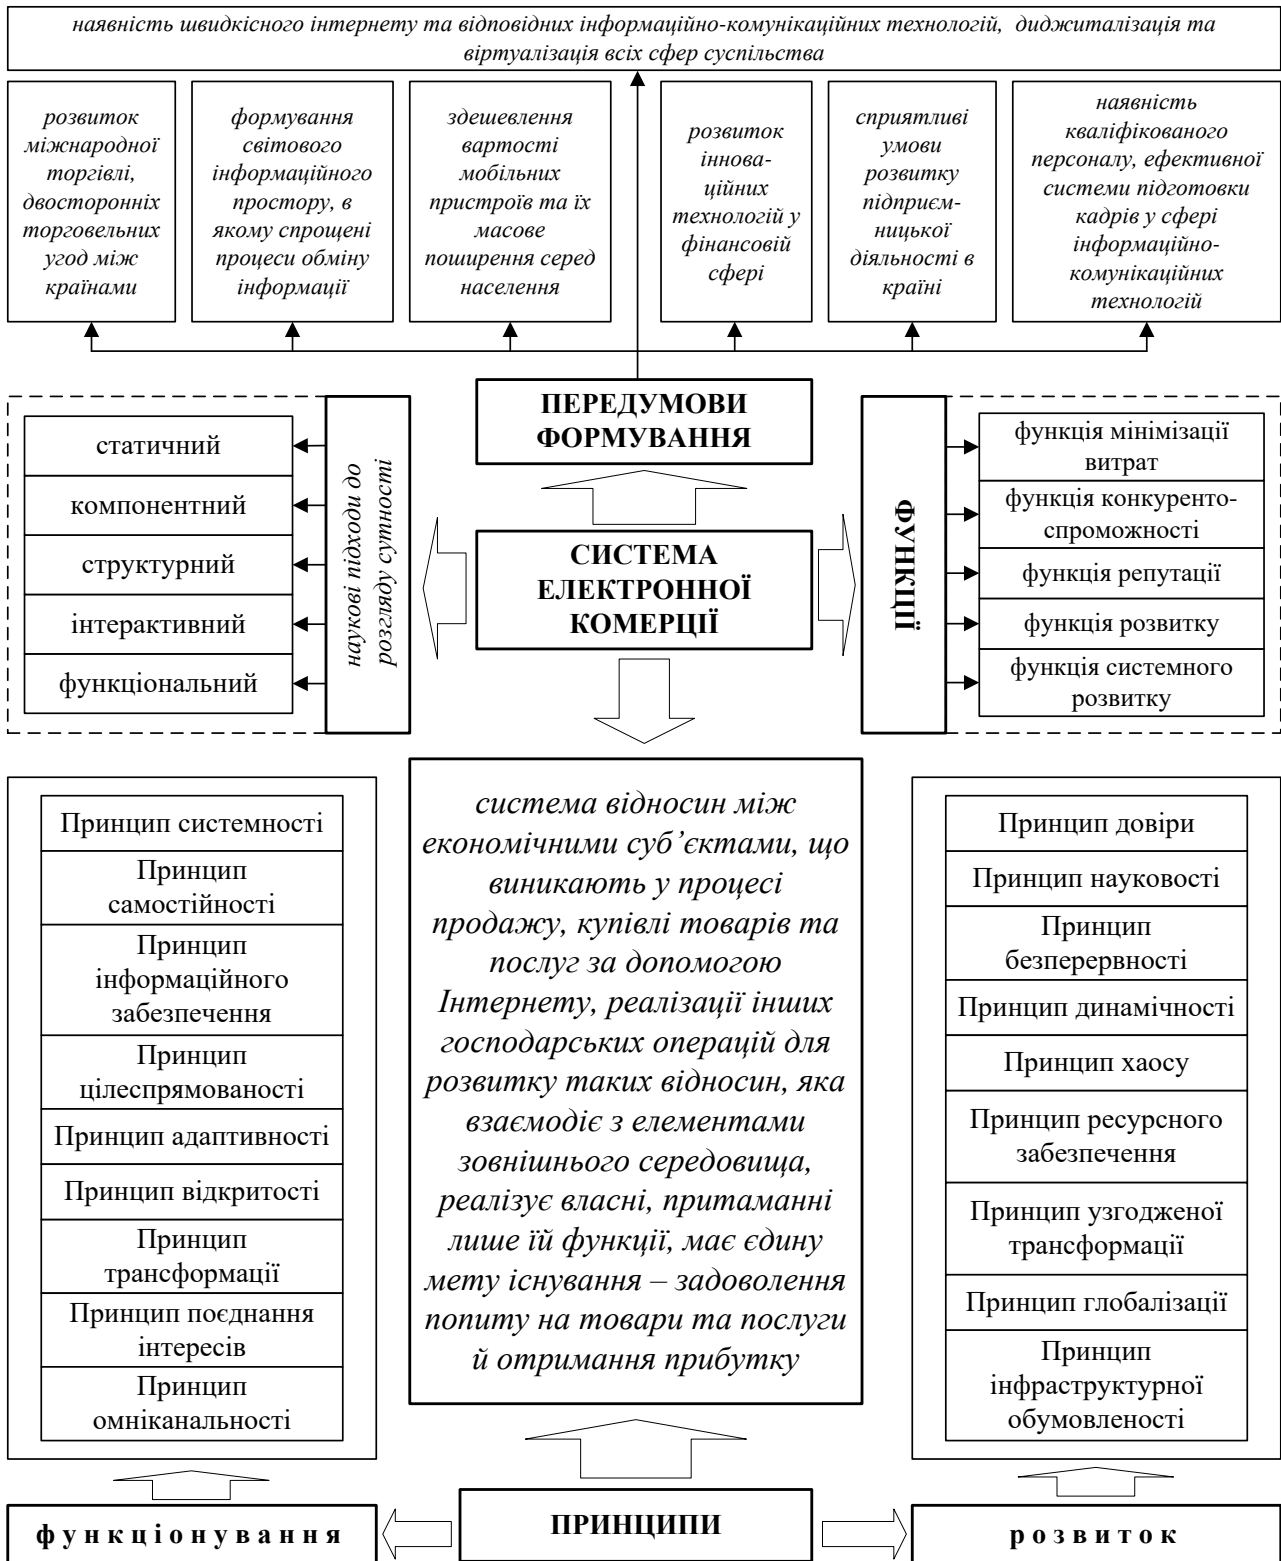 наявність швидкісного інтернету та відповідних інформаційно-комунікаційних технологій, диджиталізація та
віртуалізація всіх сфер суспільства
розвиток
міжнародної
торгівлі,
двосторонніх
торговельних
угод між
країнами
формування
світового
інформаційного
простору, в
якому спрощені
процеси обміну
інформації
здешевлення
вартості
мобільних
пристроїв та їх
масове
поширення серед
населення
розвиток
іннова-
ційних
технологій у
фінансовій
сфері
сприятливі
умови
розвитку
підприєм-
ницької
діяльності в
країні
наявність
кваліфікованого
персоналу, ефективної
системи підготовки
кадрів у сфері
інформаційно-
комунікаційних
технологій
ПЕРЕДУМОВИ
ФОРМУВАННЯ
статичний
компонентний
структурний
інтерактивний
функціональний
наукові підходи до
розгляду сутності
СИСТЕМА
ЕЛЕКТРОННОЇ
КОМЕРЦІЇ
ФУНКЦІЇ
функція мінімізації
витрат
функція конкуренто-
спроможності
функція репутації
функція розвитку
функція системного
розвитку
Принцип системності
Принцип
самостійності
Принцип
інформаційного
забезпечення
Принцип
цілеспрямованості
Принцип адаптивності
Принцип відкритості
Принцип
трансформації
Принцип поєднання
інтересів
Принцип
омніканальності
система відносин між
економічними суб’єктами, що
виникають у процесі
продажу, купівлі товарів та
послуг за допомогою
Інтернету, реалізації інших
господарських операцій для
розвитку таких відносин, яка
взаємодіє з елементами
зовнішнього середовища,
реалізує власні, притаманні
лише їй функції, має єдину
мету існування – задоволення
попиту на товари та послуги
й отримання прибутку
Принцип довіри
Принцип науковості
Принцип
безперервності
Принцип динамічності
Принцип хаосу
Принцип ресурсного
забезпечення
Принцип узгодженої
трансформації
Принцип глобалізації
Принцип
інфраструктурної
обумовленості
функціонування
ПРИНЦИПИ
розвиток